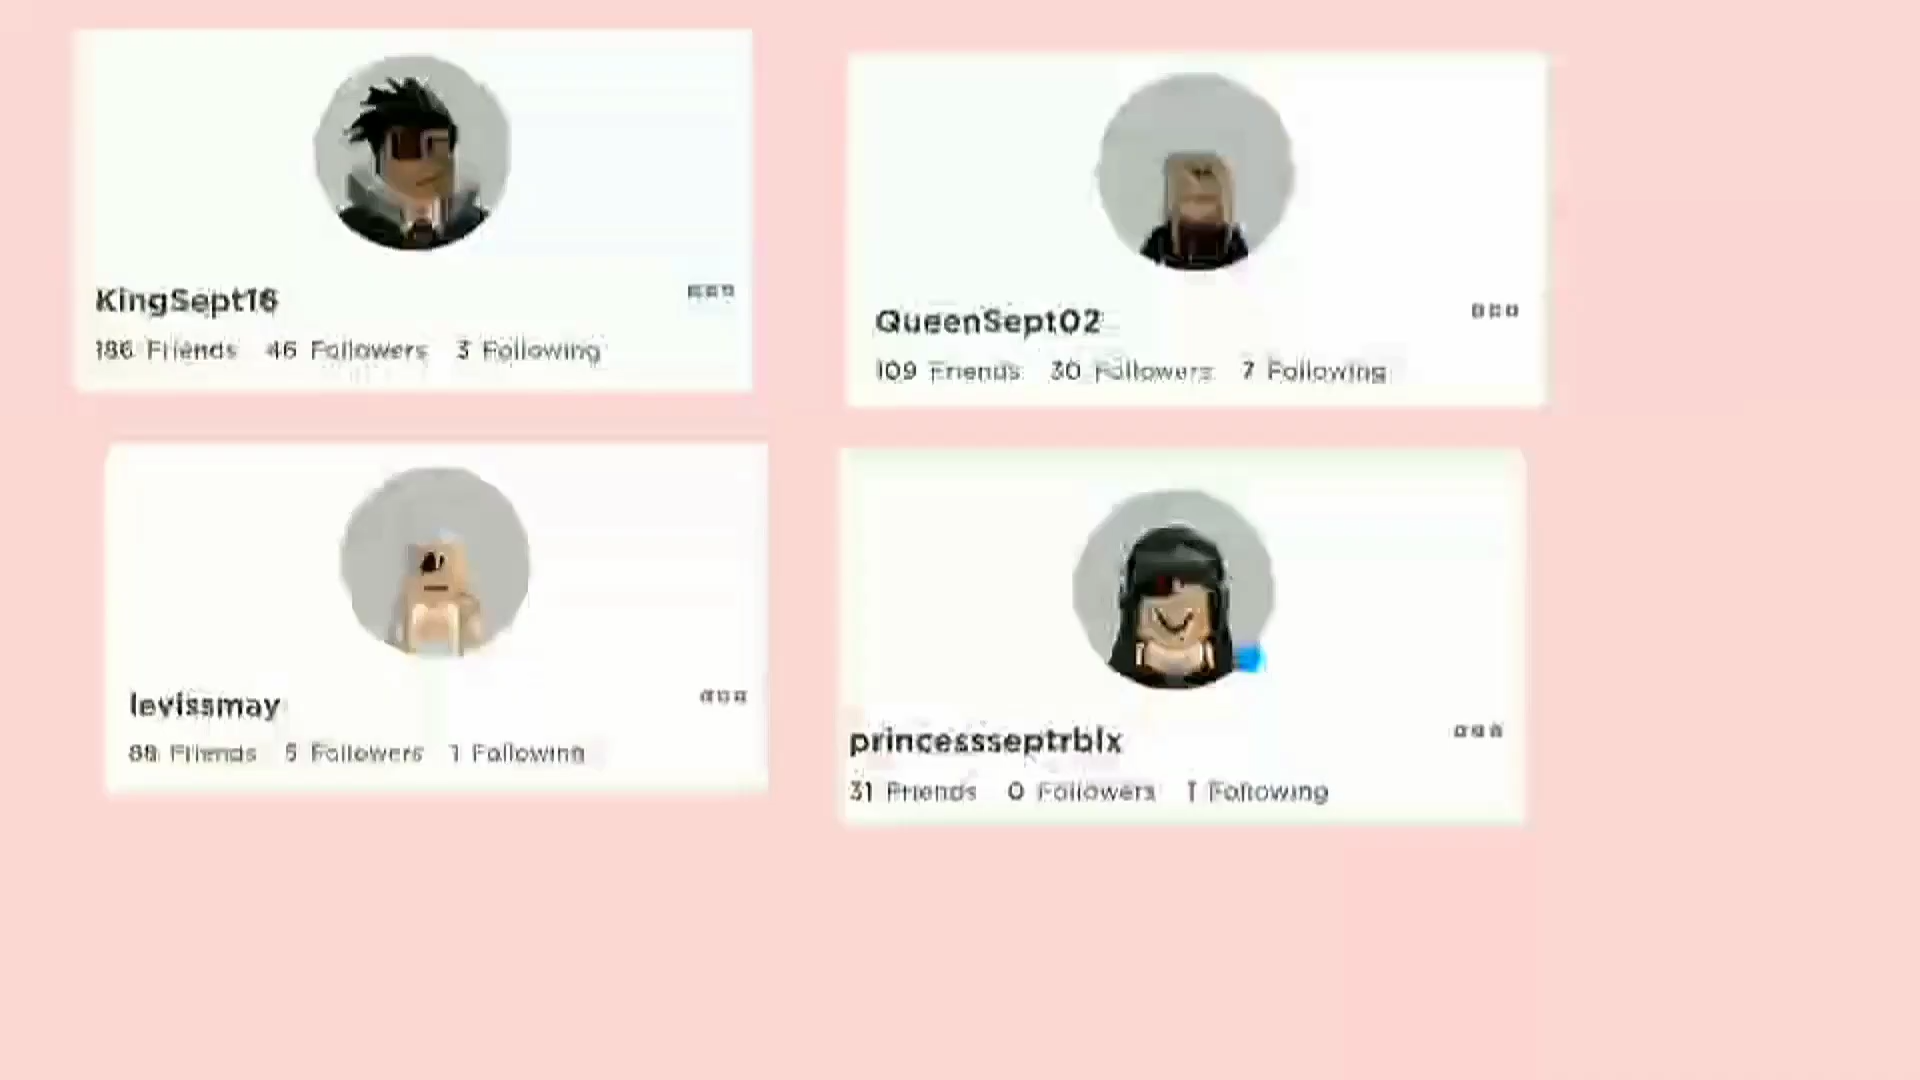 KingSept16
186 Friends 46 Followers 3 Following
QueenSept02
109 Friends 30 Followers 7 Following
levissmay
88 Friends 5 Followers 1 Following
princessseptrblx
31 Friends 0 Followers 1 Following